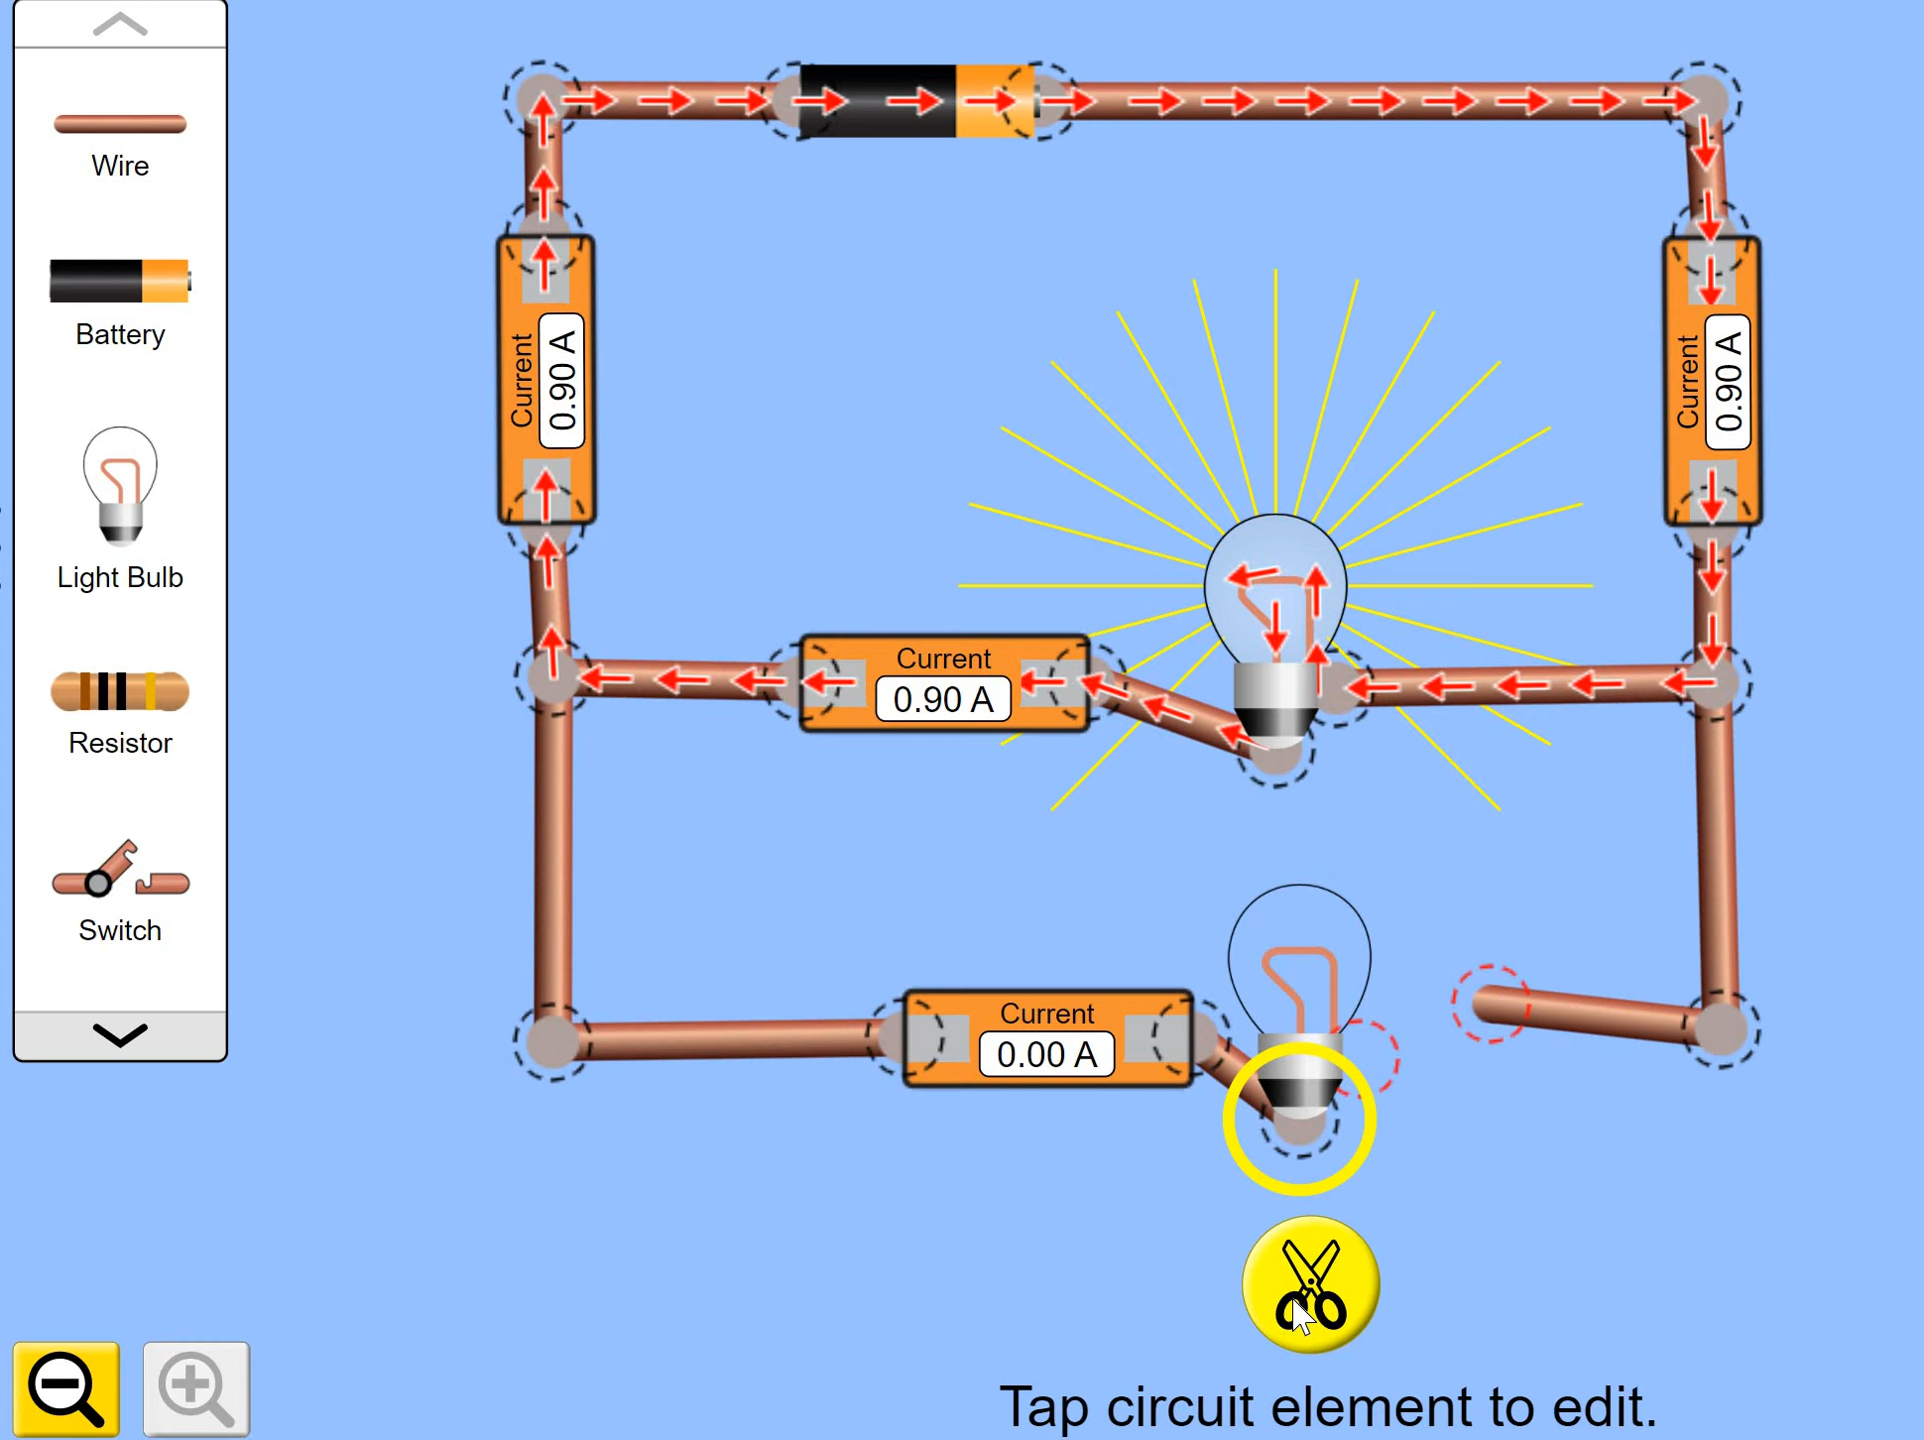 Wire
Battery
Light Bulb
Resistor
Switch
Current
0.90 A
Current
0.90 A
Current
0.90 A
Current
0.00 A
Tap circuit element to edit.